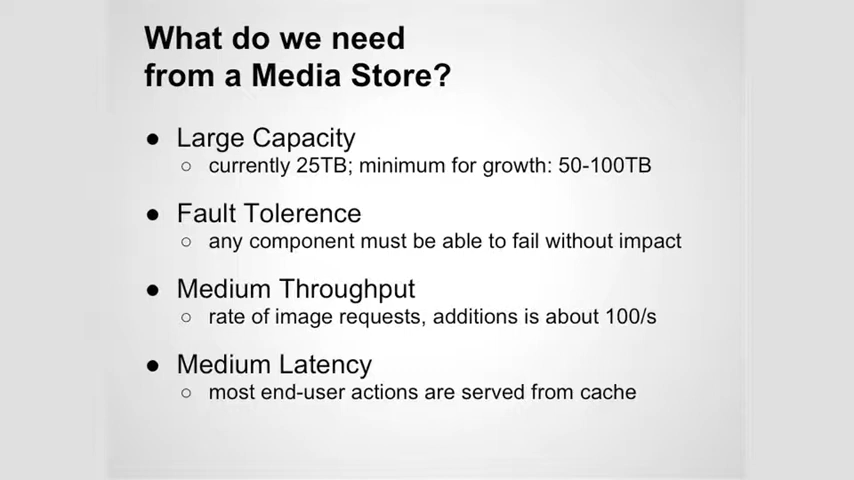 What do we need
from a Media Store?
● Large Capacity
○ currently 25TB; minimum for growth: 50-100TB
● Fault Tolerence
○ any component must be able to fail without impact
● Medium Throughput
○ rate of image requests, additions is about 100/s
● Medium Latency
○ most end-user actions are served from cache